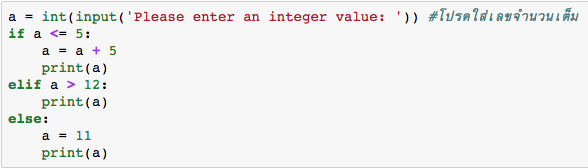 a = int(input('Please enter an integer value: ')) #โปรดใส่เลขจำนวนเต็ม
if a <= 5:
    a = a + 5
    print(a)
elif a > 12:
    print(a)
else:
    a = 11
    print(a)